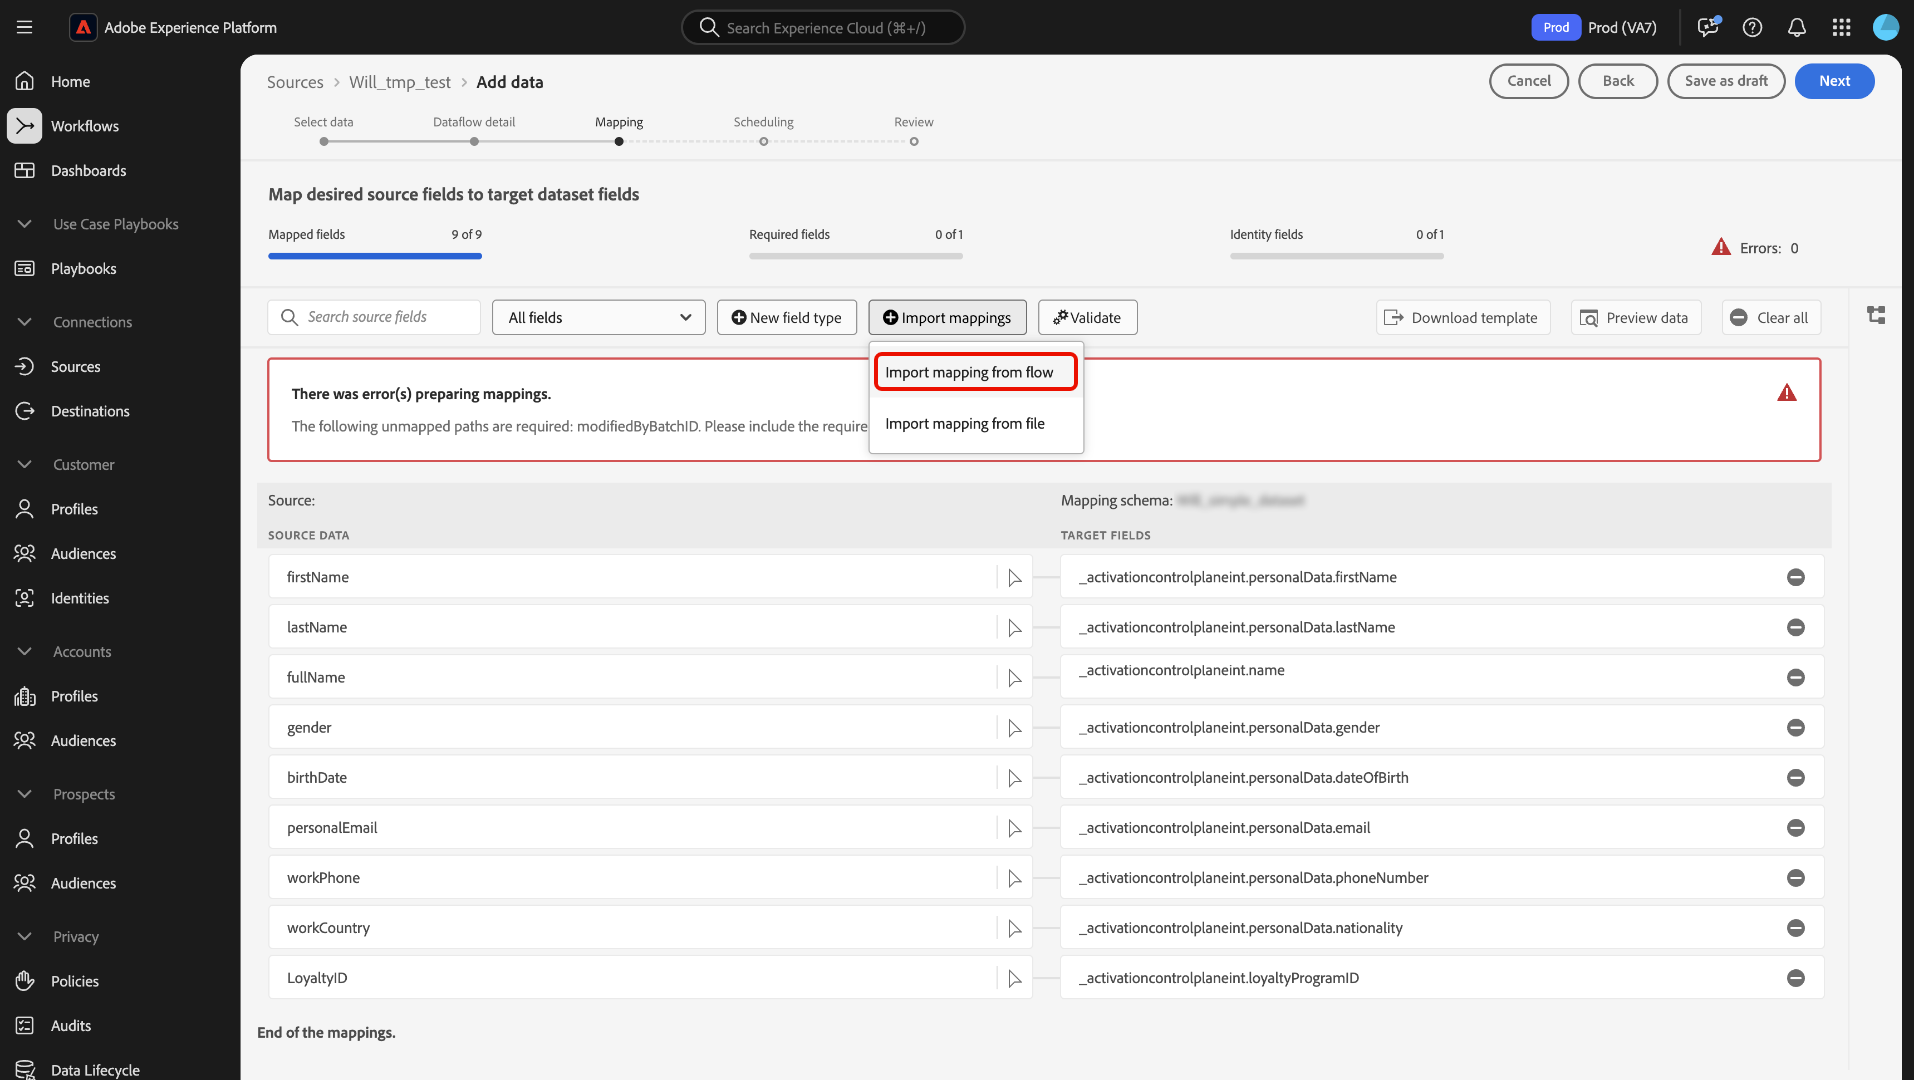 Adobe Experience Platform
Search Experience Cloud (⌘+/)
Prod
Prod (VA7)
Home
Workflows
Dashboards
Use Case Playbooks
Playbooks
Connections
Sources
Destinations
Customer
Profiles
Audiences
Identities
Accounts
Profiles
Audiences
Prospects
Profiles
Audiences
Privacy
Policies
Audits
Data Lifecycle
Sources > Will_tmp_test > Add data
Cancel
Back
Save as draft
Next
Select data
Dataflow detail
Mapping
Scheduling
Review
Map desired source fields to target dataset fields
Mapped fields 9 of 9
Required fields 0 of 1
Identity fields 0 of 1
Errors: 0
Search source fields
All fields
New field type
Import mappings
Validate
Download template
Preview data
Clear all
Import mapping from flow
Import mapping from file
There was error(s) preparing mappings.
The following unmapped paths are required: modifiedByBatchID. Please include the require
Source:
Mapping schema:
SOURCE DATA
TARGET FIELDS
firstName
_activationcontrolplaneint.personalData.firstName
lastName
_activationcontrolplaneint.personalData.lastName
fullName
_activationcontrolplaneint.name
gender
_activationcontrolplaneint.personalData.gender
birthDate
_activationcontrolplaneint.personalData.dateOfBirth
personalEmail
_activationcontrolplaneint.personalData.email
workPhone
_activationcontrolplaneint.personalData.phoneNumber
workCountry
_activationcontrolplaneint.personalData.nationality
LoyaltyID
_activationcontrolplaneint.loyaltyProgramID
End of the mappings.